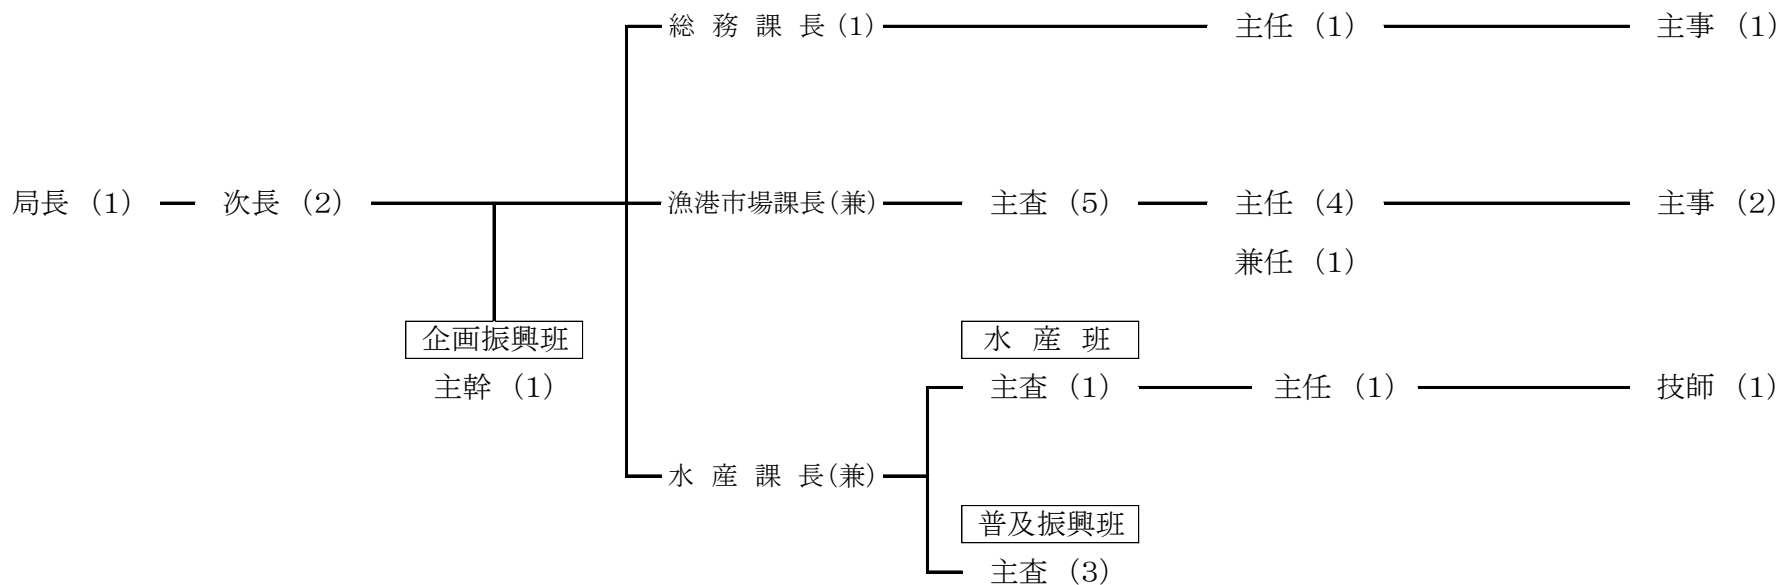 総務課長(1) 主任 (1) 主事 (1)
局長 (1) 次長 (2) 漁港市場課長(兼) 主査 (5) 主任 (4) 主事 (2)
兼任 (1)
企画振興班 水産班
主幹 (1) 主査 (1) 主任 (1) 技師 (1)
水産課長(兼)
普及振興班
主査 (3)